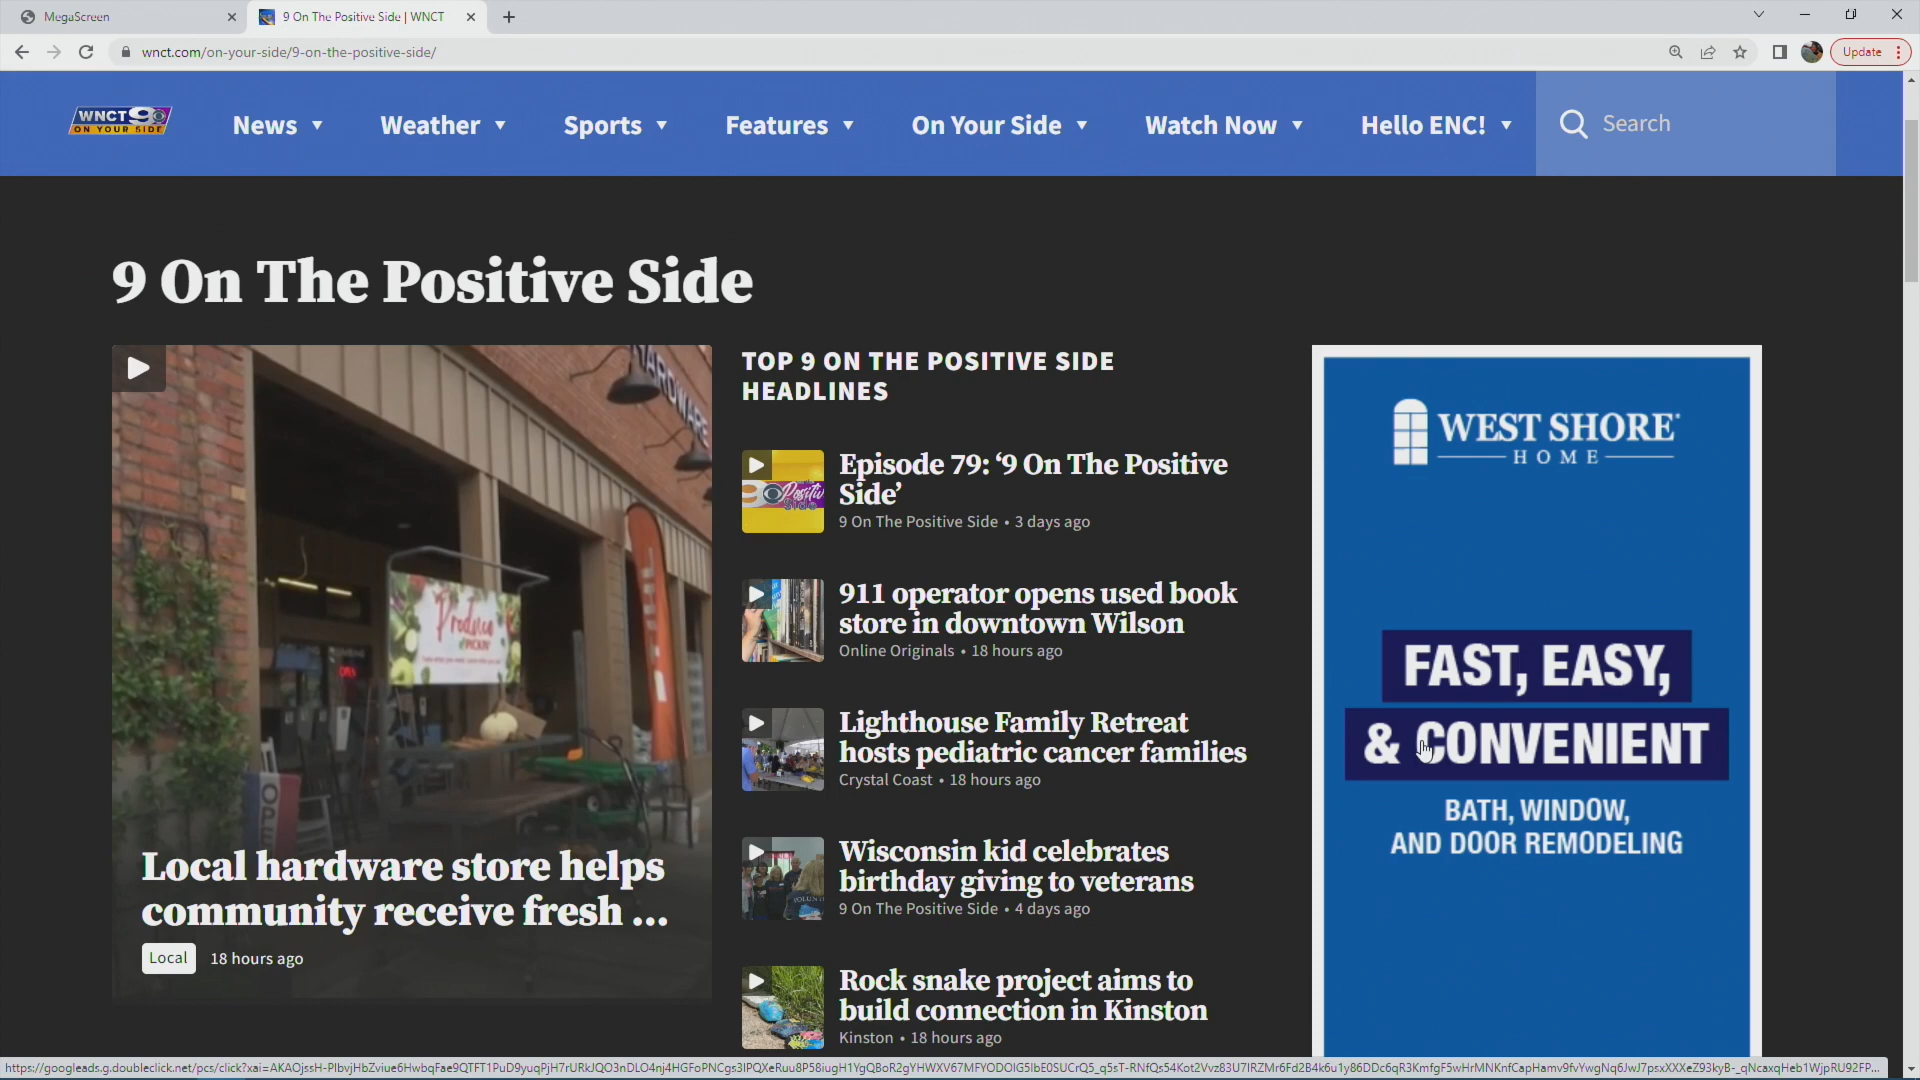 MegaScreen
9 On The Positive Side | WNCT
wnct.com/on-your-side/9-on-the-positive-side/
Update
WNCT 9
ON YOUR SIDE
News
Weather
Sports
Features
On Your Side
Watch Now
Hello ENC!
Search
9 On The Positive Side
HARDWARE
Produce
PICKIN'
OPEN
OPE
Local hardware store helps
community receive fresh ...
Local
18 hours ago
TOP 9 ON THE POSITIVE SIDE
HEADLINES
Positiv
Side
Episode 79: ‘9 On The Positive
Side’
9 On The Positive Side • 3 days ago
911 operator opens used book
store in downtown Wilson
Online Originals • 18 hours ago
Lighthouse Family Retreat
hosts pediatric cancer families
Crystal Coast • 18 hours ago
Wisconsin kid celebrates
birthday giving to veterans
9 On The Positive Side • 4 days ago
Rock snake project aims to
build connection in Kinston
Kinston • 18 hours ago
WEST SHORE
HOME
FAST, EASY,
& CONVENIENT
BATH, WINDOW,
AND DOOR REMODELING